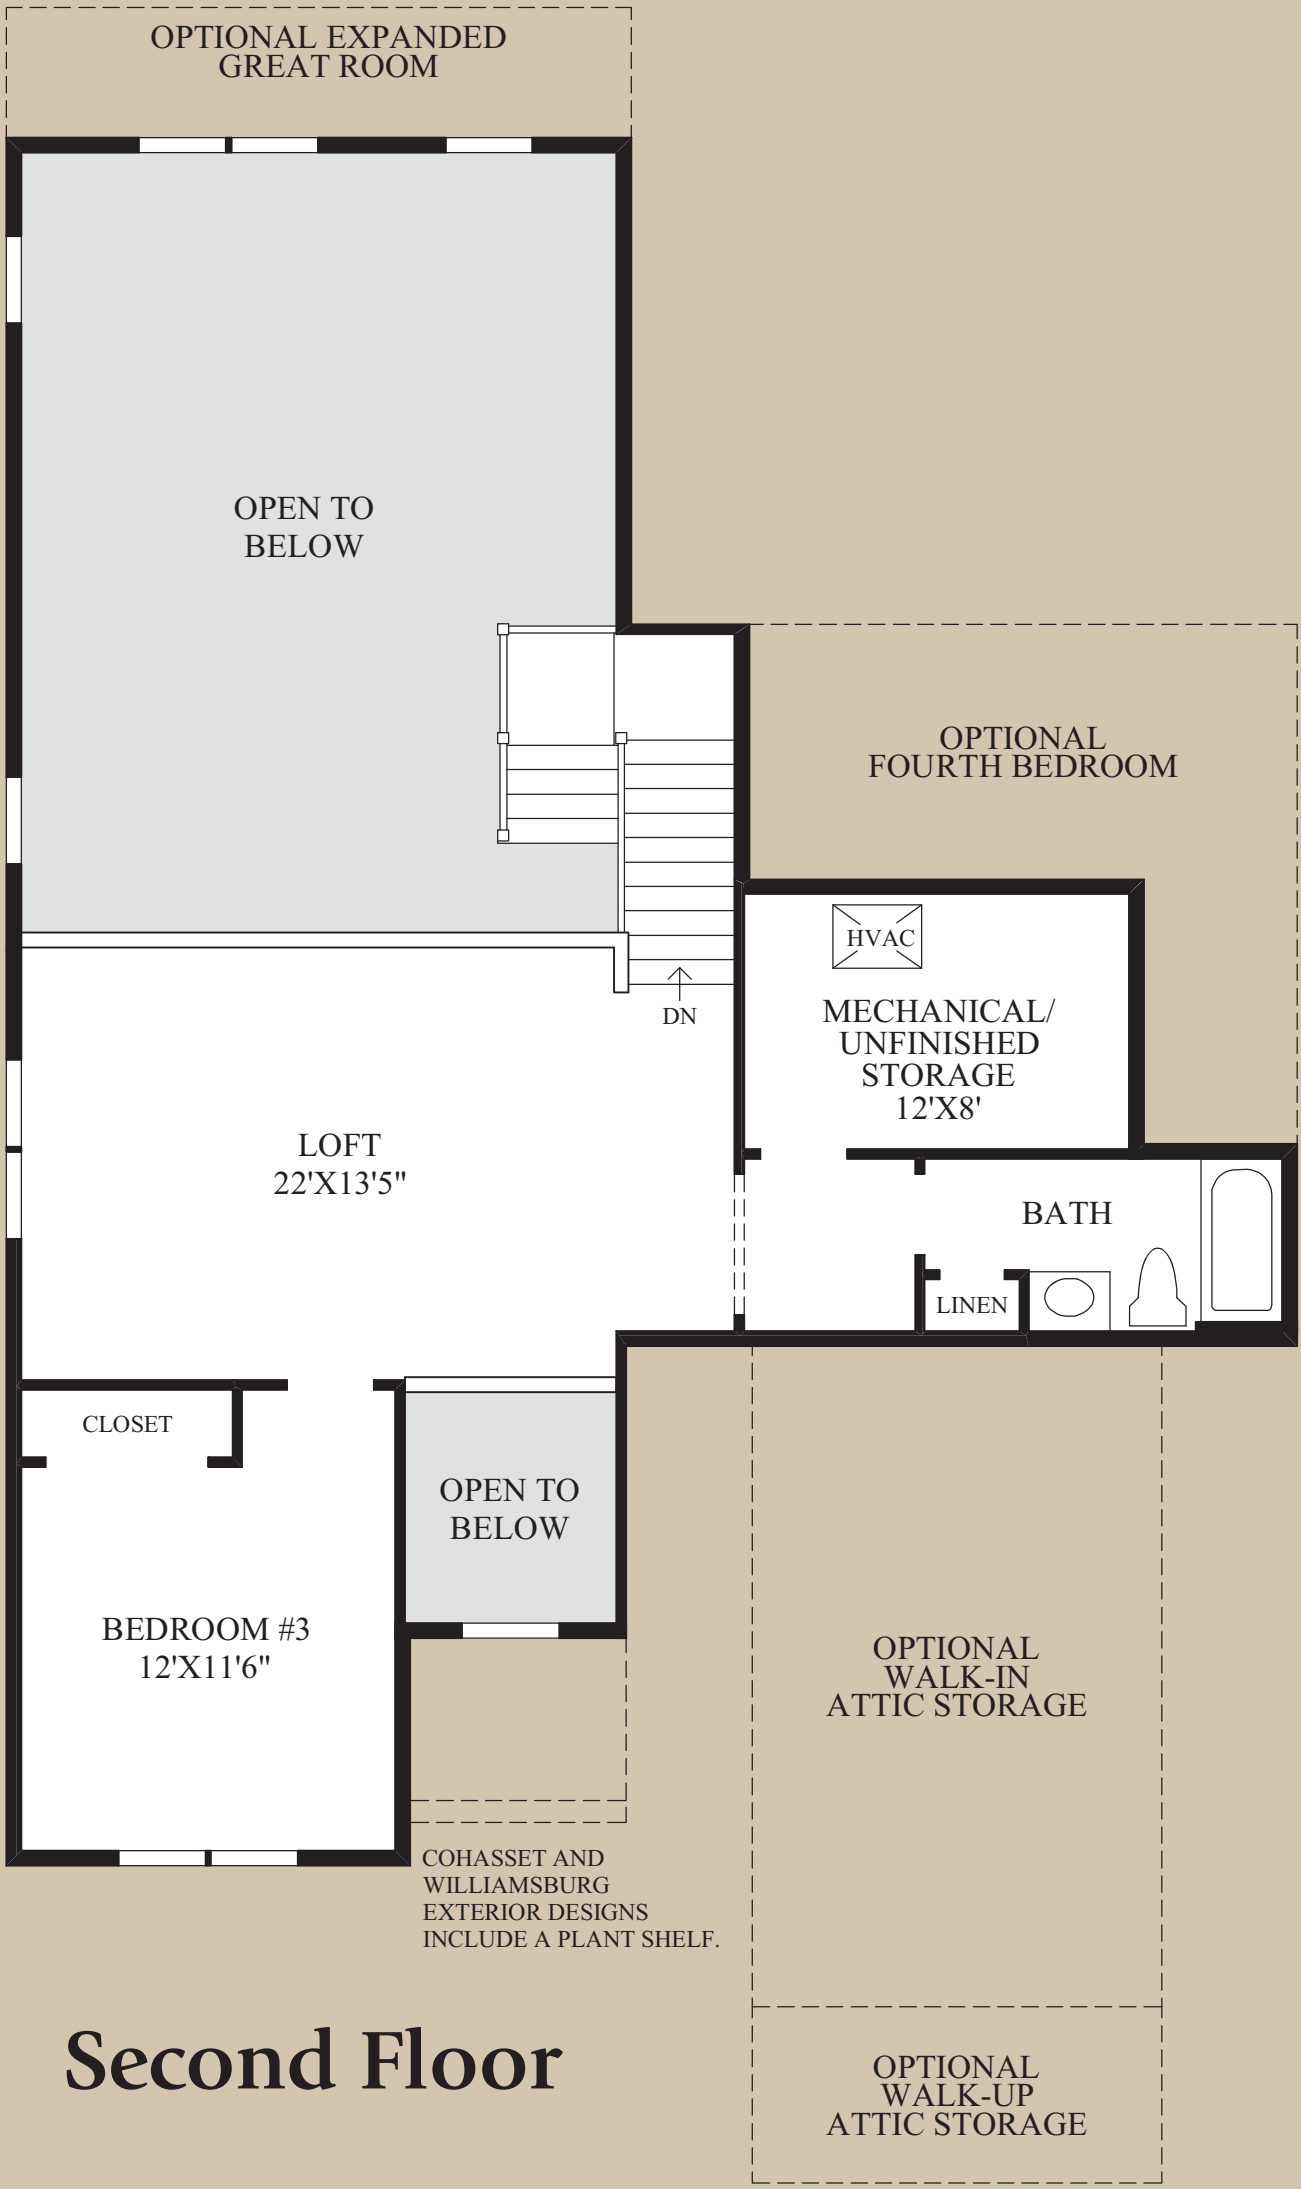 OPTIONAL EXPANDED
GREAT ROOM
OPEN TO
BELOW
OPTIONAL
FOURTH BEDROOM
HVAC
MECHANICAL/
UNFINISHED
STORAGE
12'X8'
DN
LOFT
22'X13'5"
BATH
LINEN
CLOSET
OPEN TO
BELOW
BEDROOM #3
12'X11'6"
OPTIONAL
WALK-IN
ATTIC STORAGE
COHASSET AND
WILLIAMSBURG
EXTERIOR DESIGNS
INCLUDE A PLANT SHELF.
Second Floor
OPTIONAL
WALK-UP
ATTIC STORAGE